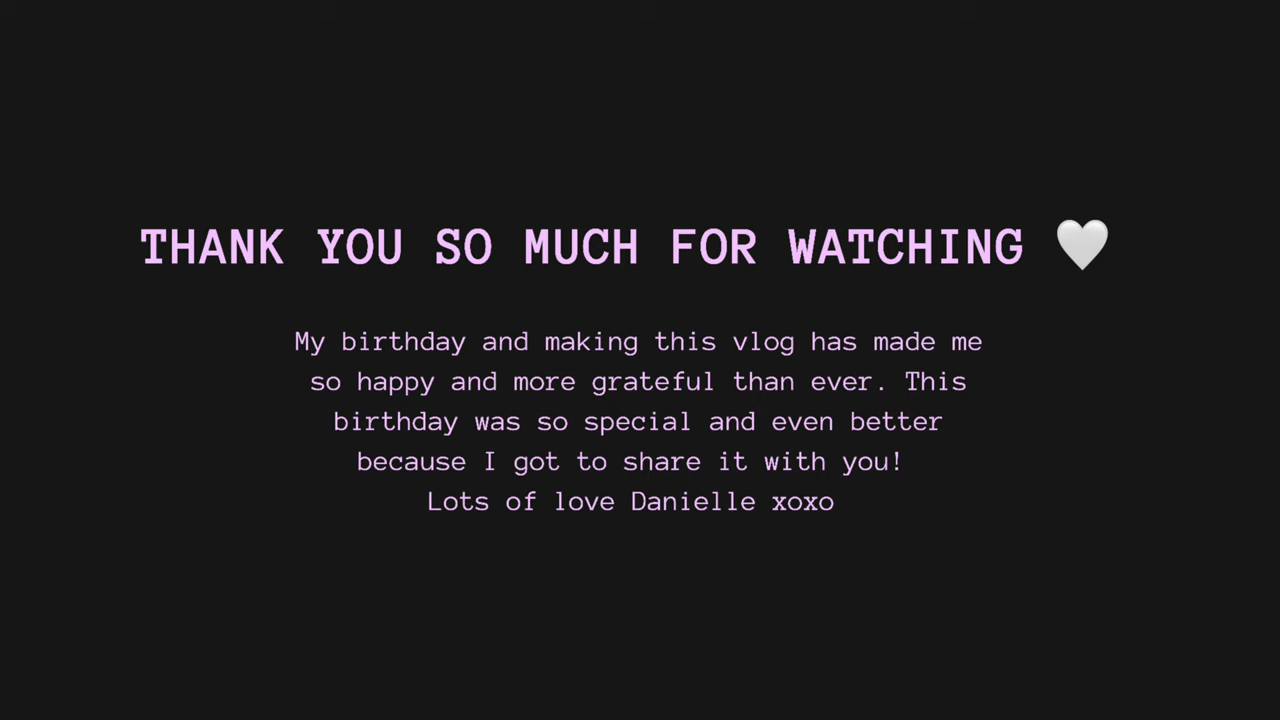 THANK YOU SO MUCH FOR WATCHING 🤍
My birthday and making this vlog has made me
so happy and more grateful than ever. This
birthday was so special and even better
because I got to share it with you!
Lots of love Danielle xoxo